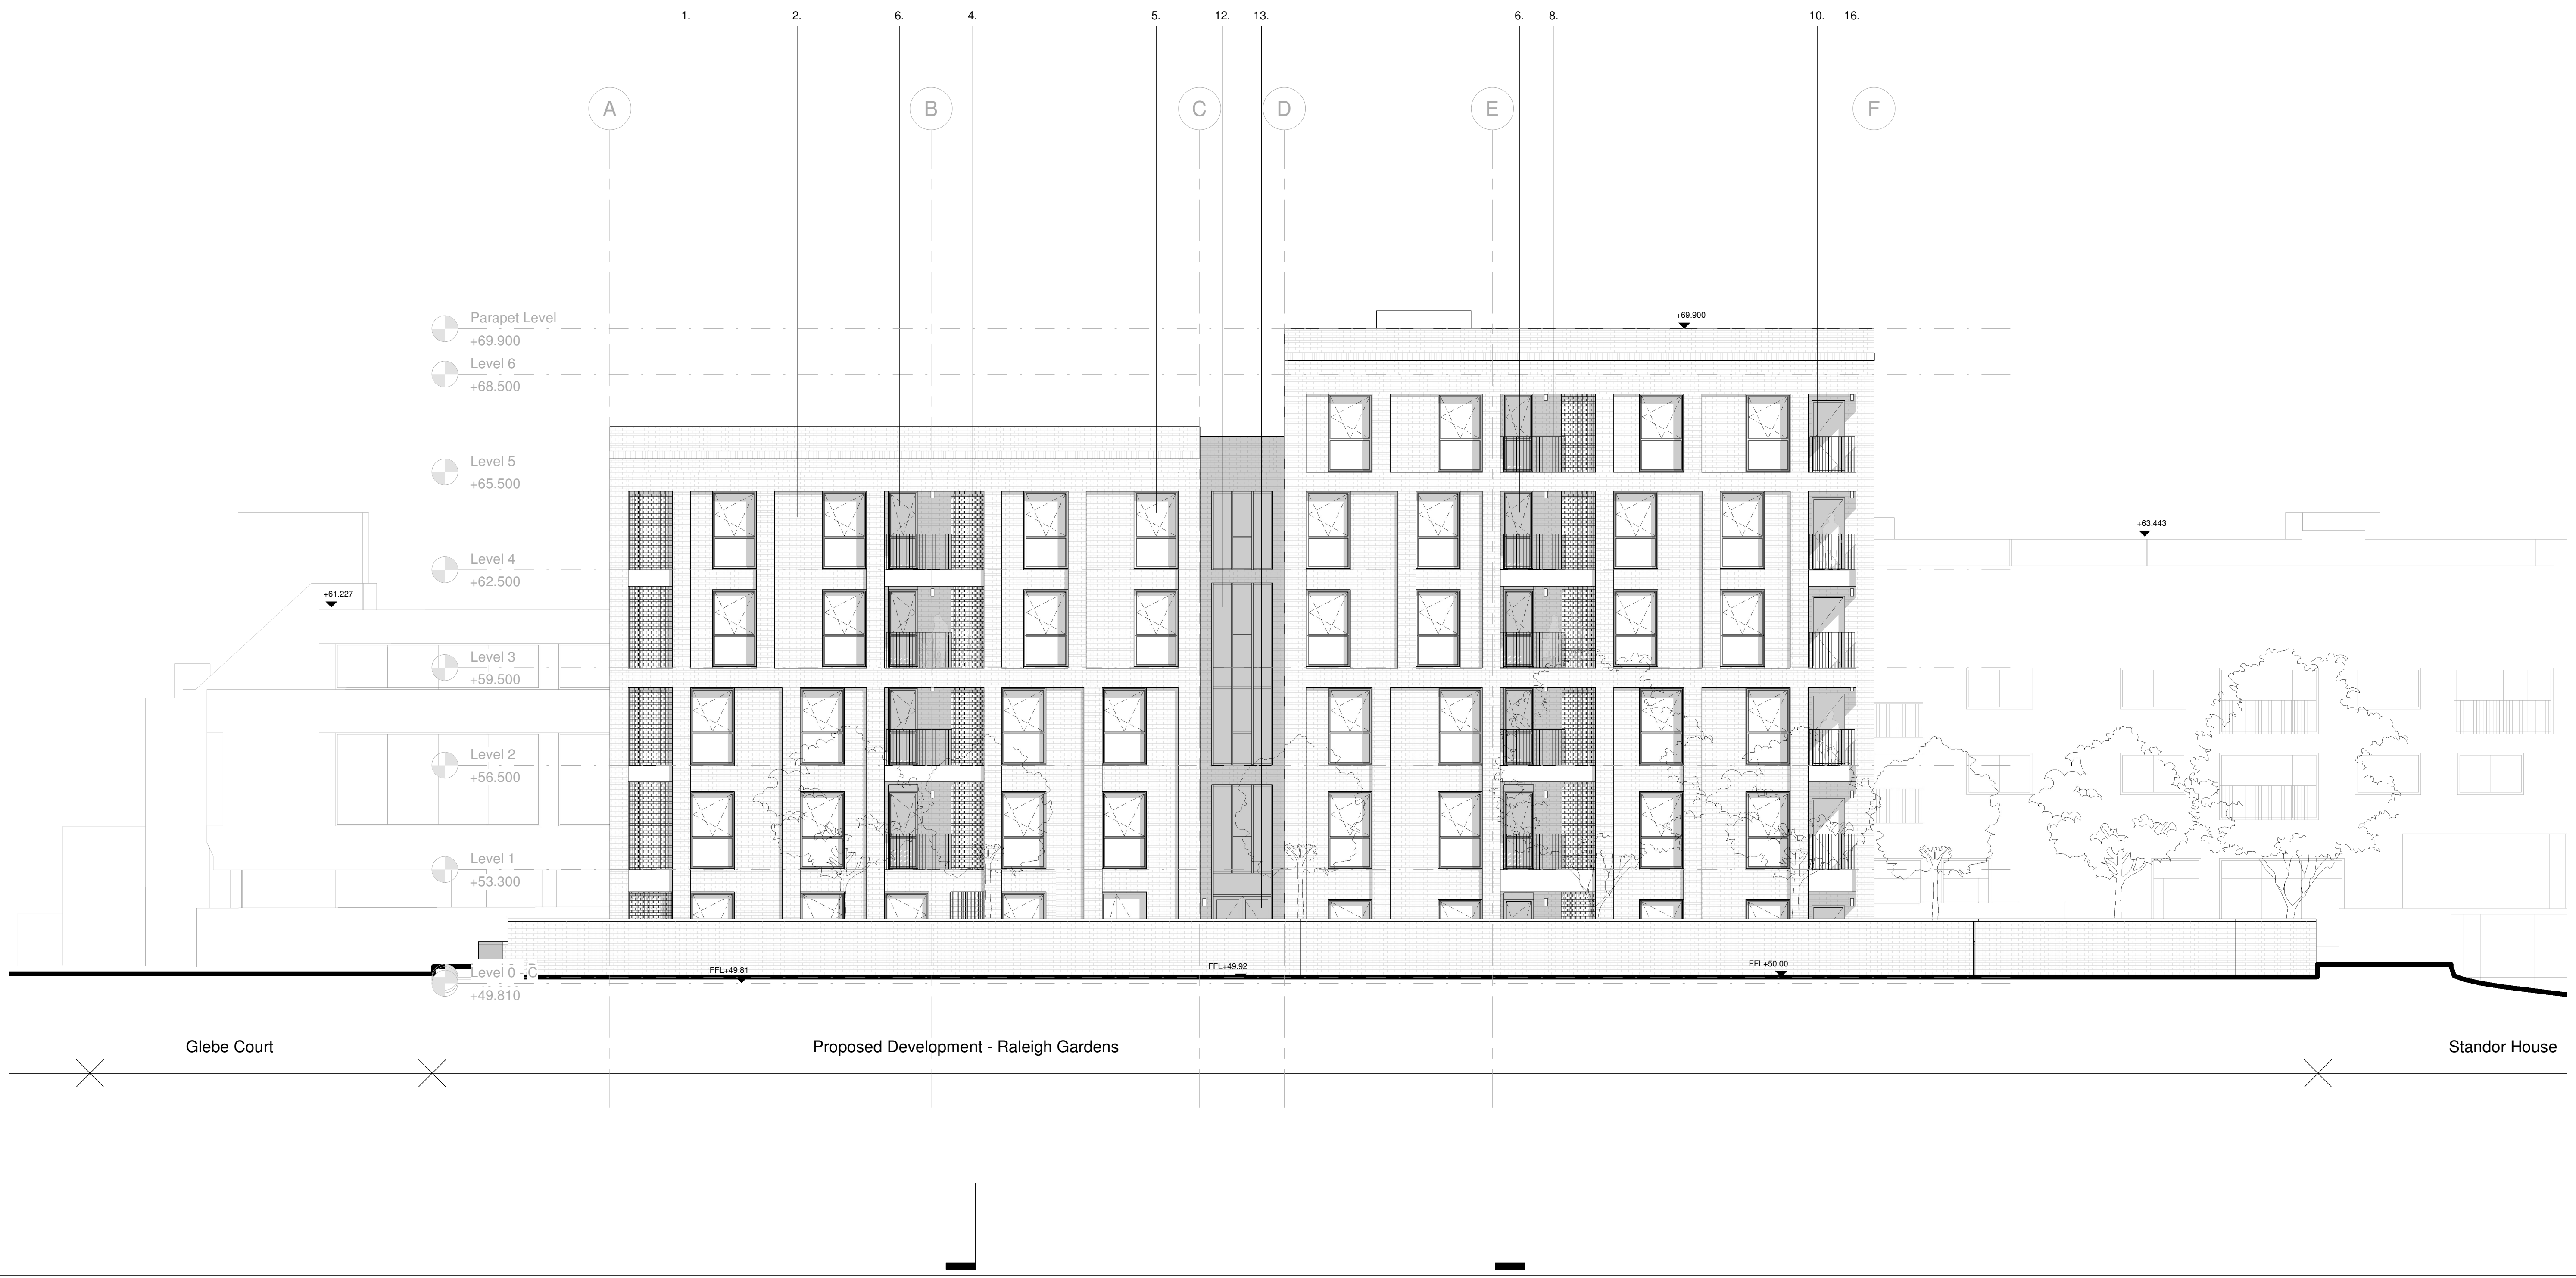 1. 2. 6. 4. 5. 12. 13. 6. 8. 10. 16.
A B C D E F
Parapet Level
+69.900
+69.900
Level 6
+68.500
Level 5
+65.500
+63.443
Level 4
+62.500
+61.227
Level 3
+59.500
Level 2
+56.500
Level 1
+53.300
Level 0 - C
+49.810
FFL+49.81
FFL+49.92
FFL+50.00
Glebe Court
Proposed Development - Raleigh Gardens
Standor House